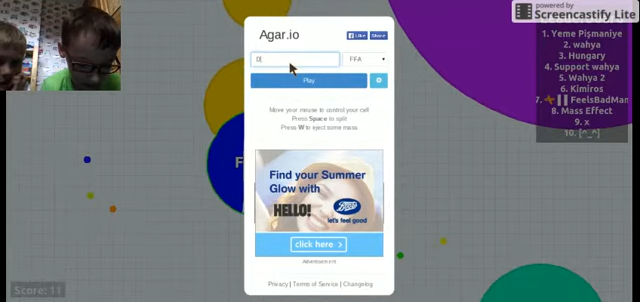 powered by
Screencastify Lite
Agar.io
Like
Share
FFA
Play
Move your mouse to control your cell
Press Space to split
Press W to eject some mass
Find your Summer
Glow with
HELLO!
Boots
let's feel good
click here >
Advertisement
Privacy | Terms of Service | Changelog
1. Yeme Pişmaniye
2. wahya
3. Hungary
4. Support wahya
5. Wahya 2
6. Kimiros
7. FeelsBadMan
8. Mass Effect
9. x
10. [^_^]
F
Score: 11